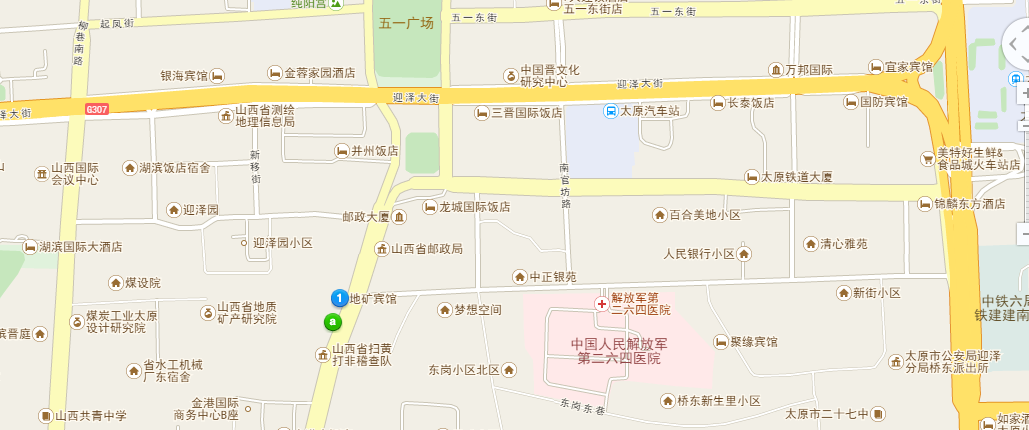 纯阳宫
五一东街店
五一广场
五一东街
五一东街
起凤街
柳巷南路
银海宾馆
金蓉家园酒店
中国晋文化
研究中心
万邦国际
宜家宾馆
迎泽大街
迎泽大街
泽大街
G307
山西省测绘
地理信息局
三晋国际饭店
太原汽车站
长泰饭店
国防宾馆
并州饭店
新移街
南官坊路
山西国际
会议中心
湖滨饭店宿舍
美特好生鲜&
食品城火车站店
太原铁道大厦
迎泽园
邮政大厦
龙城国际饭店
百合美地小区
锦麟东方酒店
湖滨国际大酒店
迎泽园小区
山西省邮政局
人民银行小区
清心雅苑
煤设院
中正银苑
1
地矿宾馆
梦想空间
解放军第
二六四医院
新街小区
中铁六局
铁建建南
a
煤炭工业太原
设计研究院
山西省地质
矿产研究院
滨晋庭
山西省扫黄
打非稽查队
中国人民解放军
第二六四医院
聚缘宾馆
太原市公安局迎泽
分局桥东派出所
省水工机械
厂东宿舍
东岗小区北区
金港国际
商务中心B座
山西共青中学
东岗东巷
桥东新生里小区
太原市二十七中
如家酒